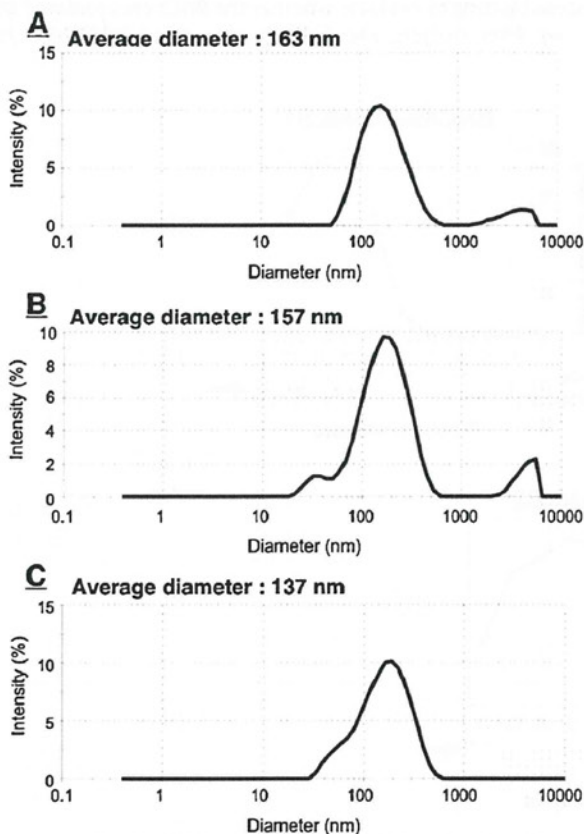 A
Average diameter : 163 nm
15
10
5
0
Intensity (%)
0.1 1 10 100 1000 10000
Diameter (nm)
B
Average diameter : 157 nm
10
8
6
4
2
0
Intensity (%)
0.1 1 10 100 1000 10000
Diameter (nm)
C
Average diameter : 137 nm
15
10
5
0
Intensity (%)
0.1 1 10 100 1000 10000
Diameter (nm)